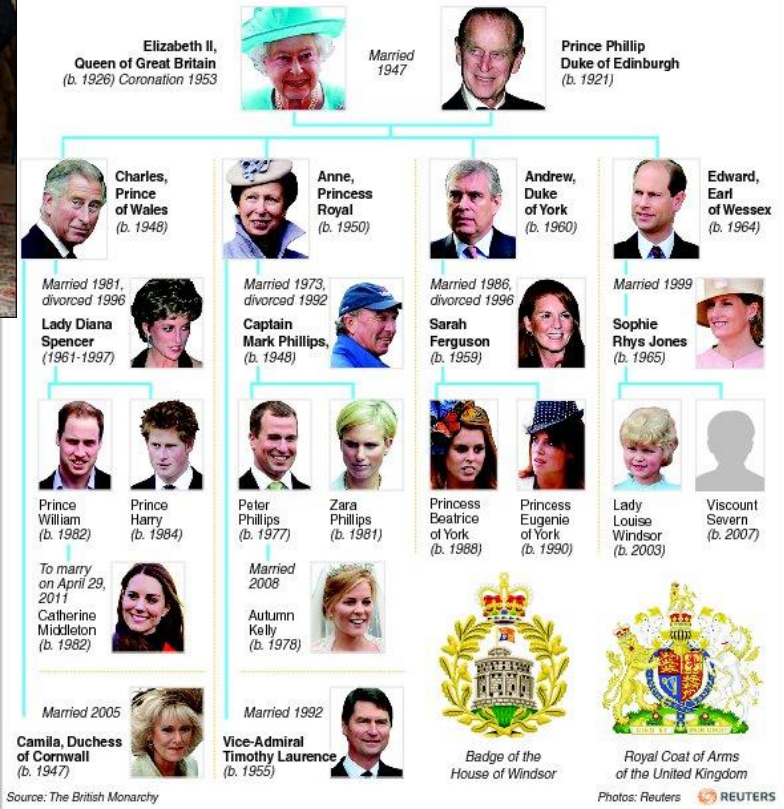 Elizabeth II,
Queen of Great Britain
(b. 1926) Coronation 1953
Married
1947
Prince Phillip
Duke of Edinburgh
(b. 1921)
Charles,
Prince
of Wales
(b. 1948)
Anne,
Princess
Royal
(b. 1950)
Andrew,
Duke
of York
(b. 1960)
Edward,
Earl
of Wessex
(b. 1964)
Married 1981,
divorced 1996
Lady Diana
Spencer
(1961-1997)
Married 1973,
divorced 1992
Captain
Mark Phillips,
(b. 1948)
Married 1986,
divorced 1996
Sarah
Ferguson
(b. 1959)
Married 1999
Sophie
Rhys Jones
(b. 1965)
Prince
William
(b. 1982)
Prince
Harry
(b. 1984)
Peter
Phillips
(b. 1977)
Zara
Phillips
(b. 1981)
Princess
Beatrice
of York
(b. 1988)
Princess
Eugenie
of York
(b. 1990)
Lady
Louise
Windsor
(b. 2003)
Viscount
Severn
(b. 2007)
To marry
on April 29,
2011
Catherine
Middleton
(b. 1982)
Married
2008
Autumn
Kelly
(b. 1978)
Married 2005
Camila, Duchess
of Cornwall
(b. 1947)
Married 1992
Vice-Admiral
Timothy Laurence
(b. 1955)
Badge of the
House of Windsor
Royal Coat of Arms
of the United Kingdom
Source: The British Monarchy
Photos: Reuters
REUTERS